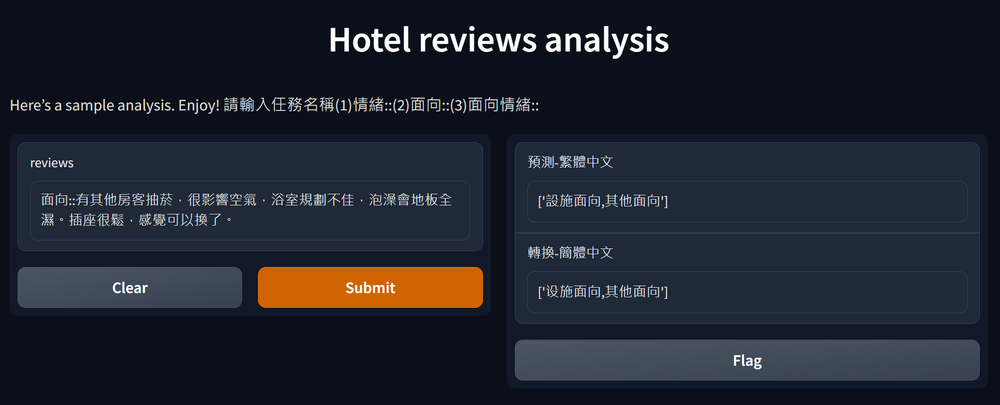 Hotel reviews analysis
Here’s a sample analysis. Enjoy! 請輸入任務名稱(1)情緒::(2)面向::(3)面向情緒::
reviews
面向::有其他房客抽菸，很影響空氣，浴室規劃不佳，泡澡會地板全
濕。插座很鬆，感覺可以換了。
Clear
Submit
預測-繁體中文
['設施面向,其他面向']
轉換-簡體中文
['设施面向,其他面向']
Flag